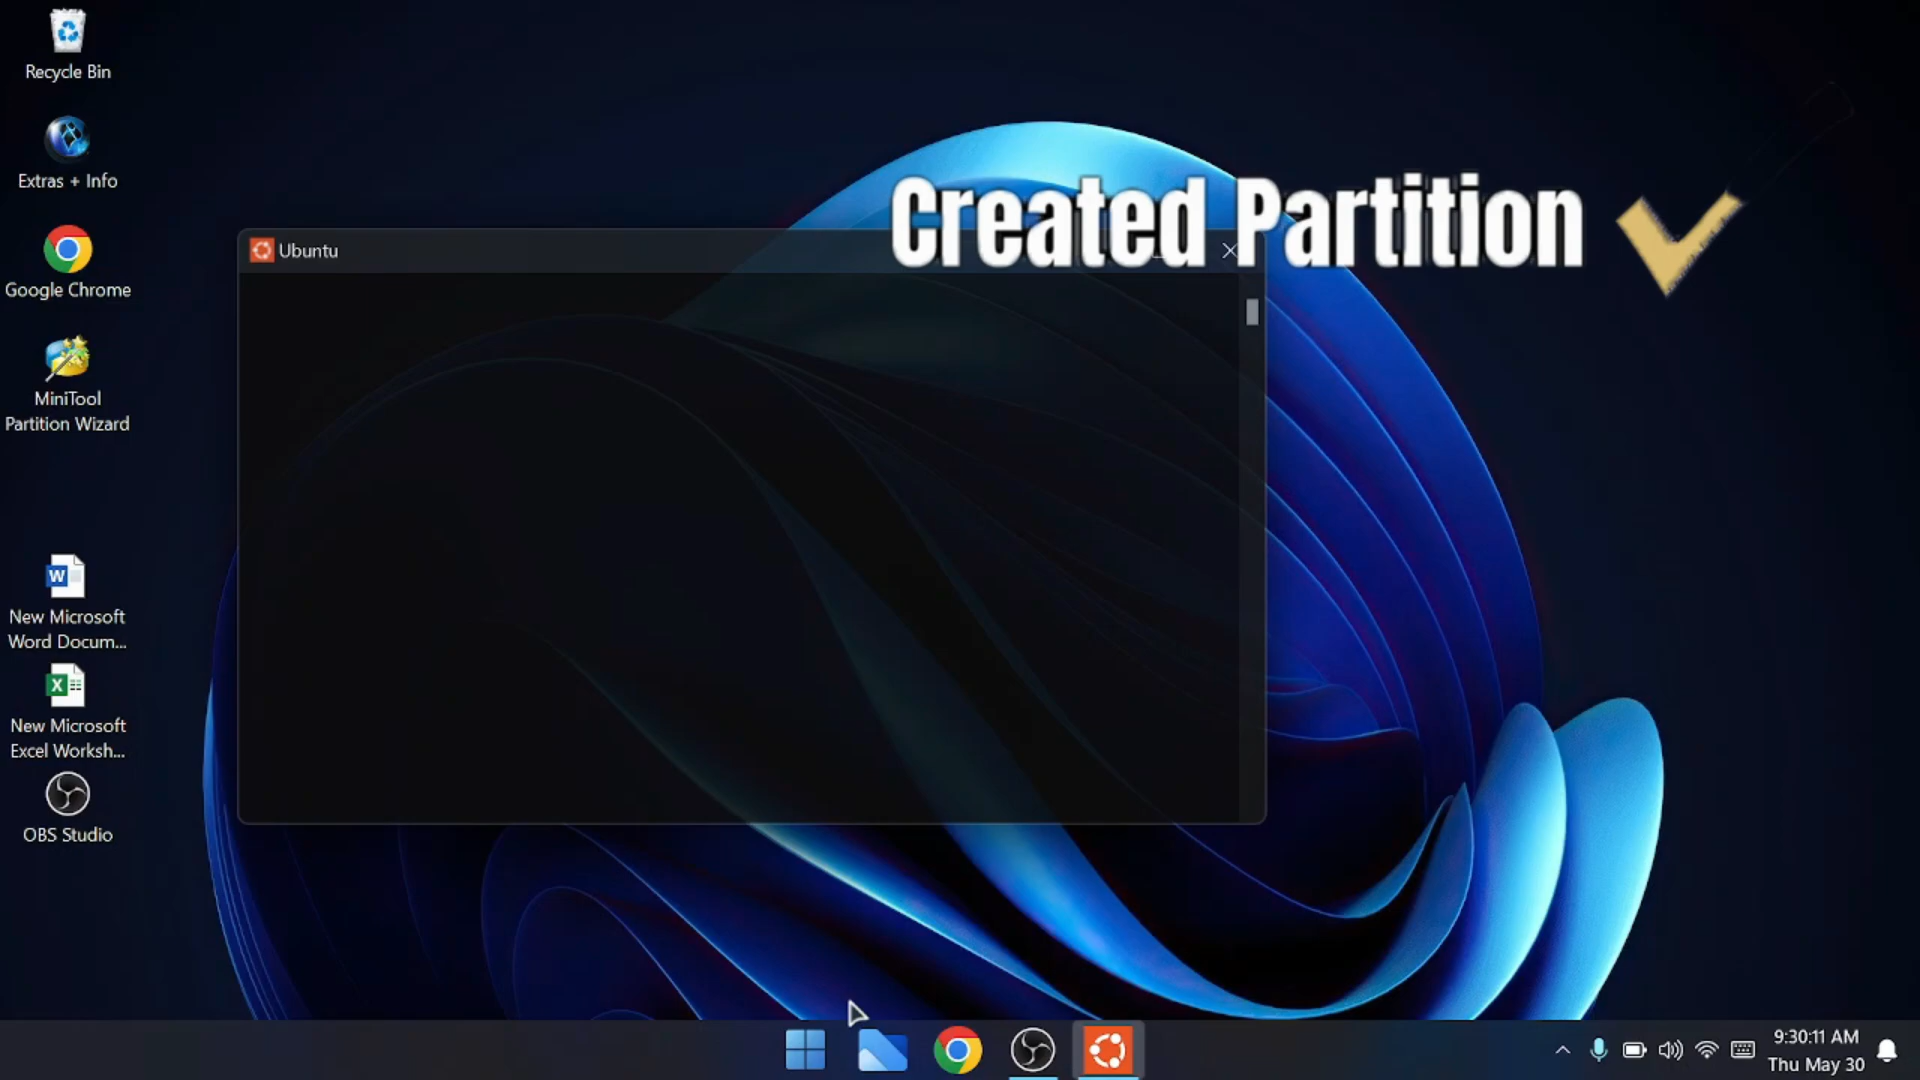 Recycle Bin
Extras + Info
Google Chrome
MiniTool
Partition Wizard
New Microsoft
Word Docum...
New Microsoft
Excel Worksh...
OBS Studio
Ubuntu
Created Partition
W
X
9:30:11 AM
Thu May 30